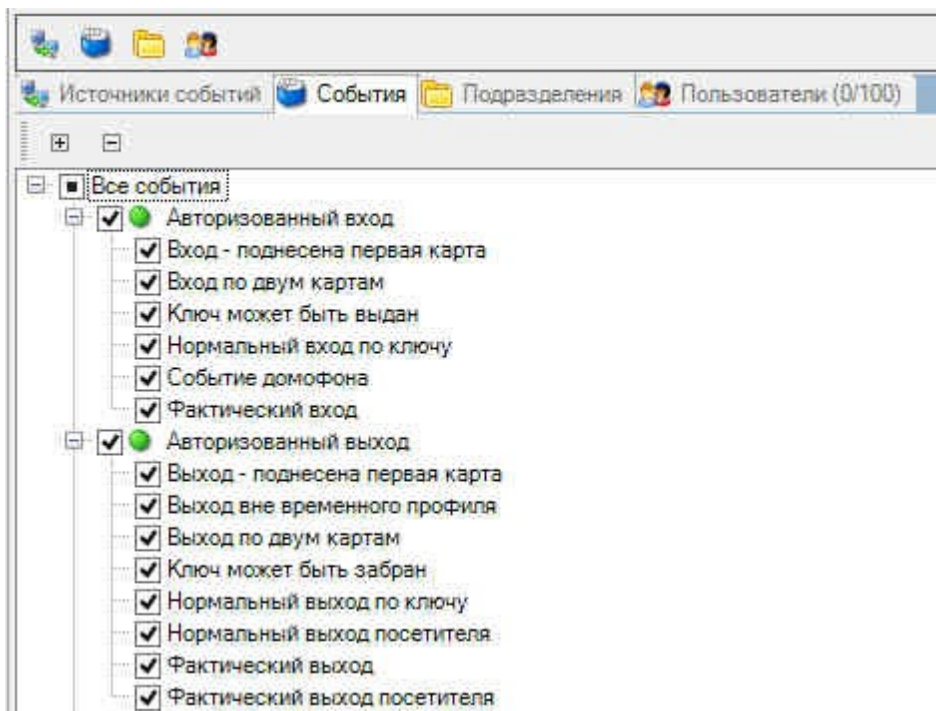 Источники событий События Подразделения Пользователи (0/100)
Все события
Авторизованный вход
Вход - поднесена первая карта
Вход по двум картам
Ключ может быть выдан
Нормальный вход по ключу
Событие домофона
Фактический вход
Авторизованный выход
Выход - поднесена первая карта
Выход вне временного профиля
Выход по двум картам
Ключ может быть забран
Нормальный выход по ключу
Нормальный выход посетителя
Фактический выход
Фактический выход посетителя